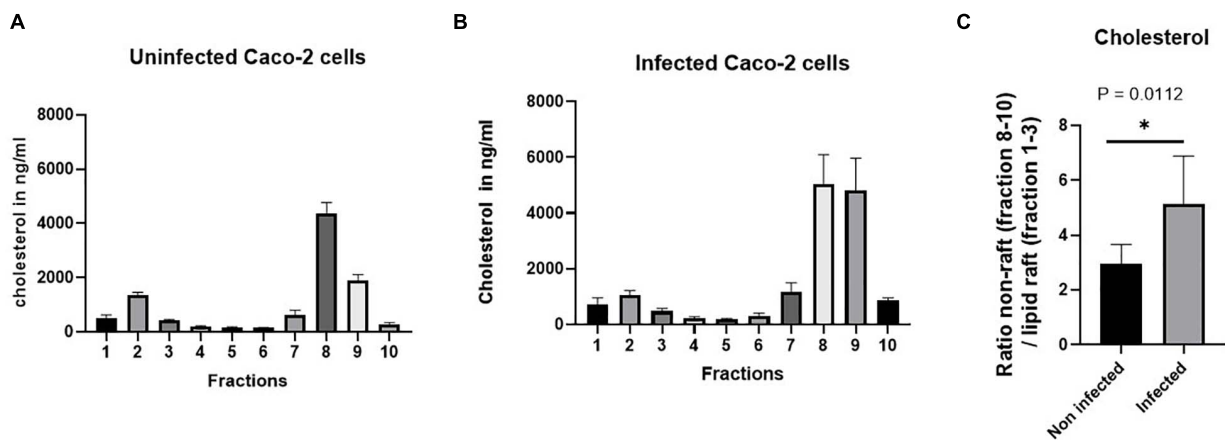 A
Uninfected Caco-2 cells
cholesterol in ng/ml
8000
6000
4000
2000
0
1 2 3 4 5 6 7 8 9 10
Fractions
B
Infected Caco-2 cells
Cholesterol in ng/ml
8000
6000
4000
2000
0
1 2 3 4 5 6 7 8 9 10
Fractions
C
Cholesterol
P = 0.0112
*
Ratio non-raft (fraction 8-10)
/ lipid raft (fraction 1-3)
8
6
4
2
0
Non infected
Infected